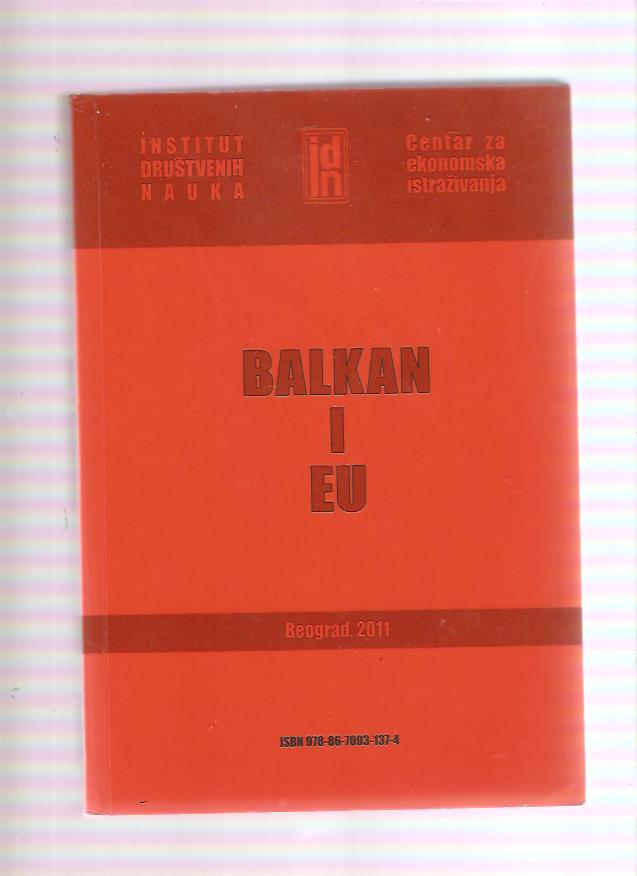 INSTITUT
DRUŠTVENIH
NAUKA
idn
Centar za
ekonomska
istraživanja
BALKAN
I
EU
Beograd, 2011
ISBN 978-86-7093-137-4